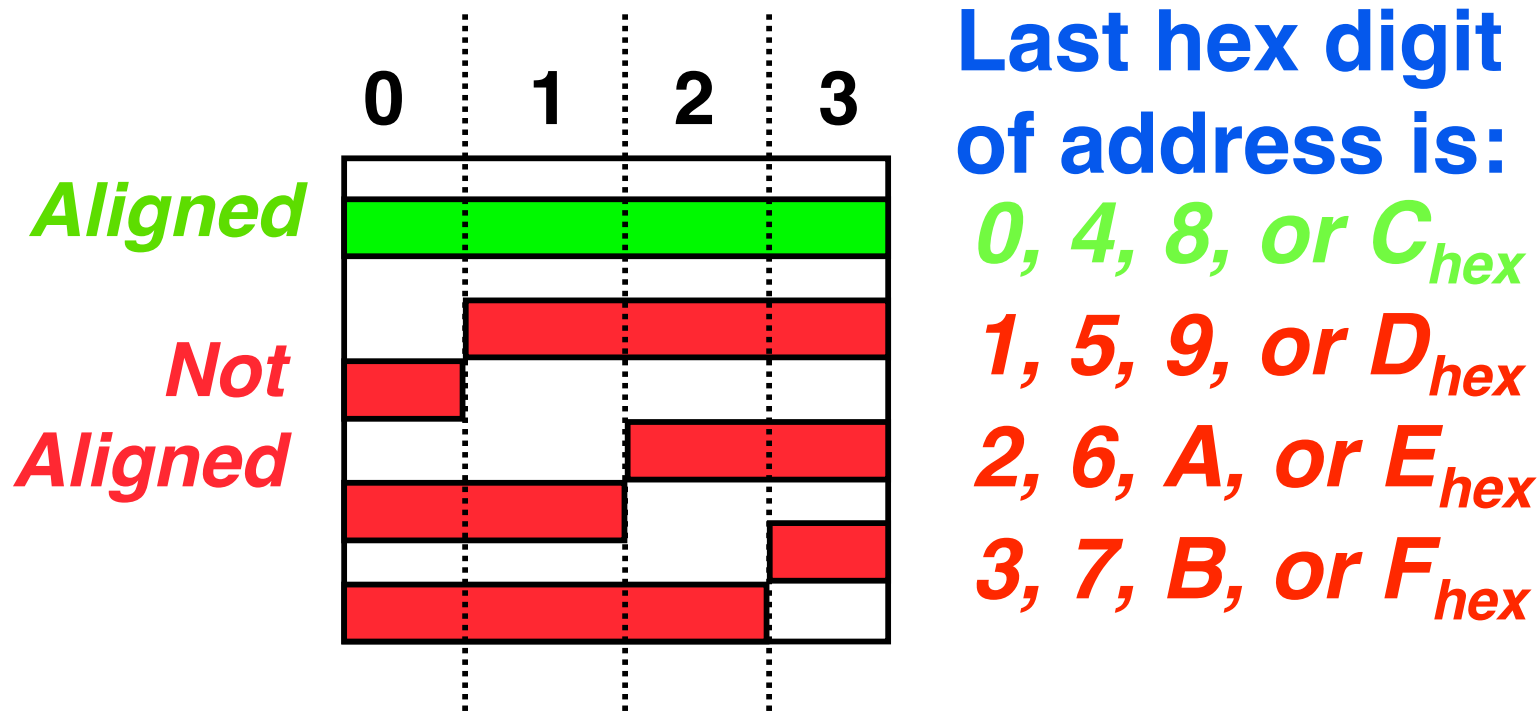 0 1 2 3
Aligned
Not
Aligned
Last hex digit
of address is:
0, 4, 8, or Chex
1, 5, 9, or Dhex
2, 6, A, or Ehex
3, 7, B, or Fhex